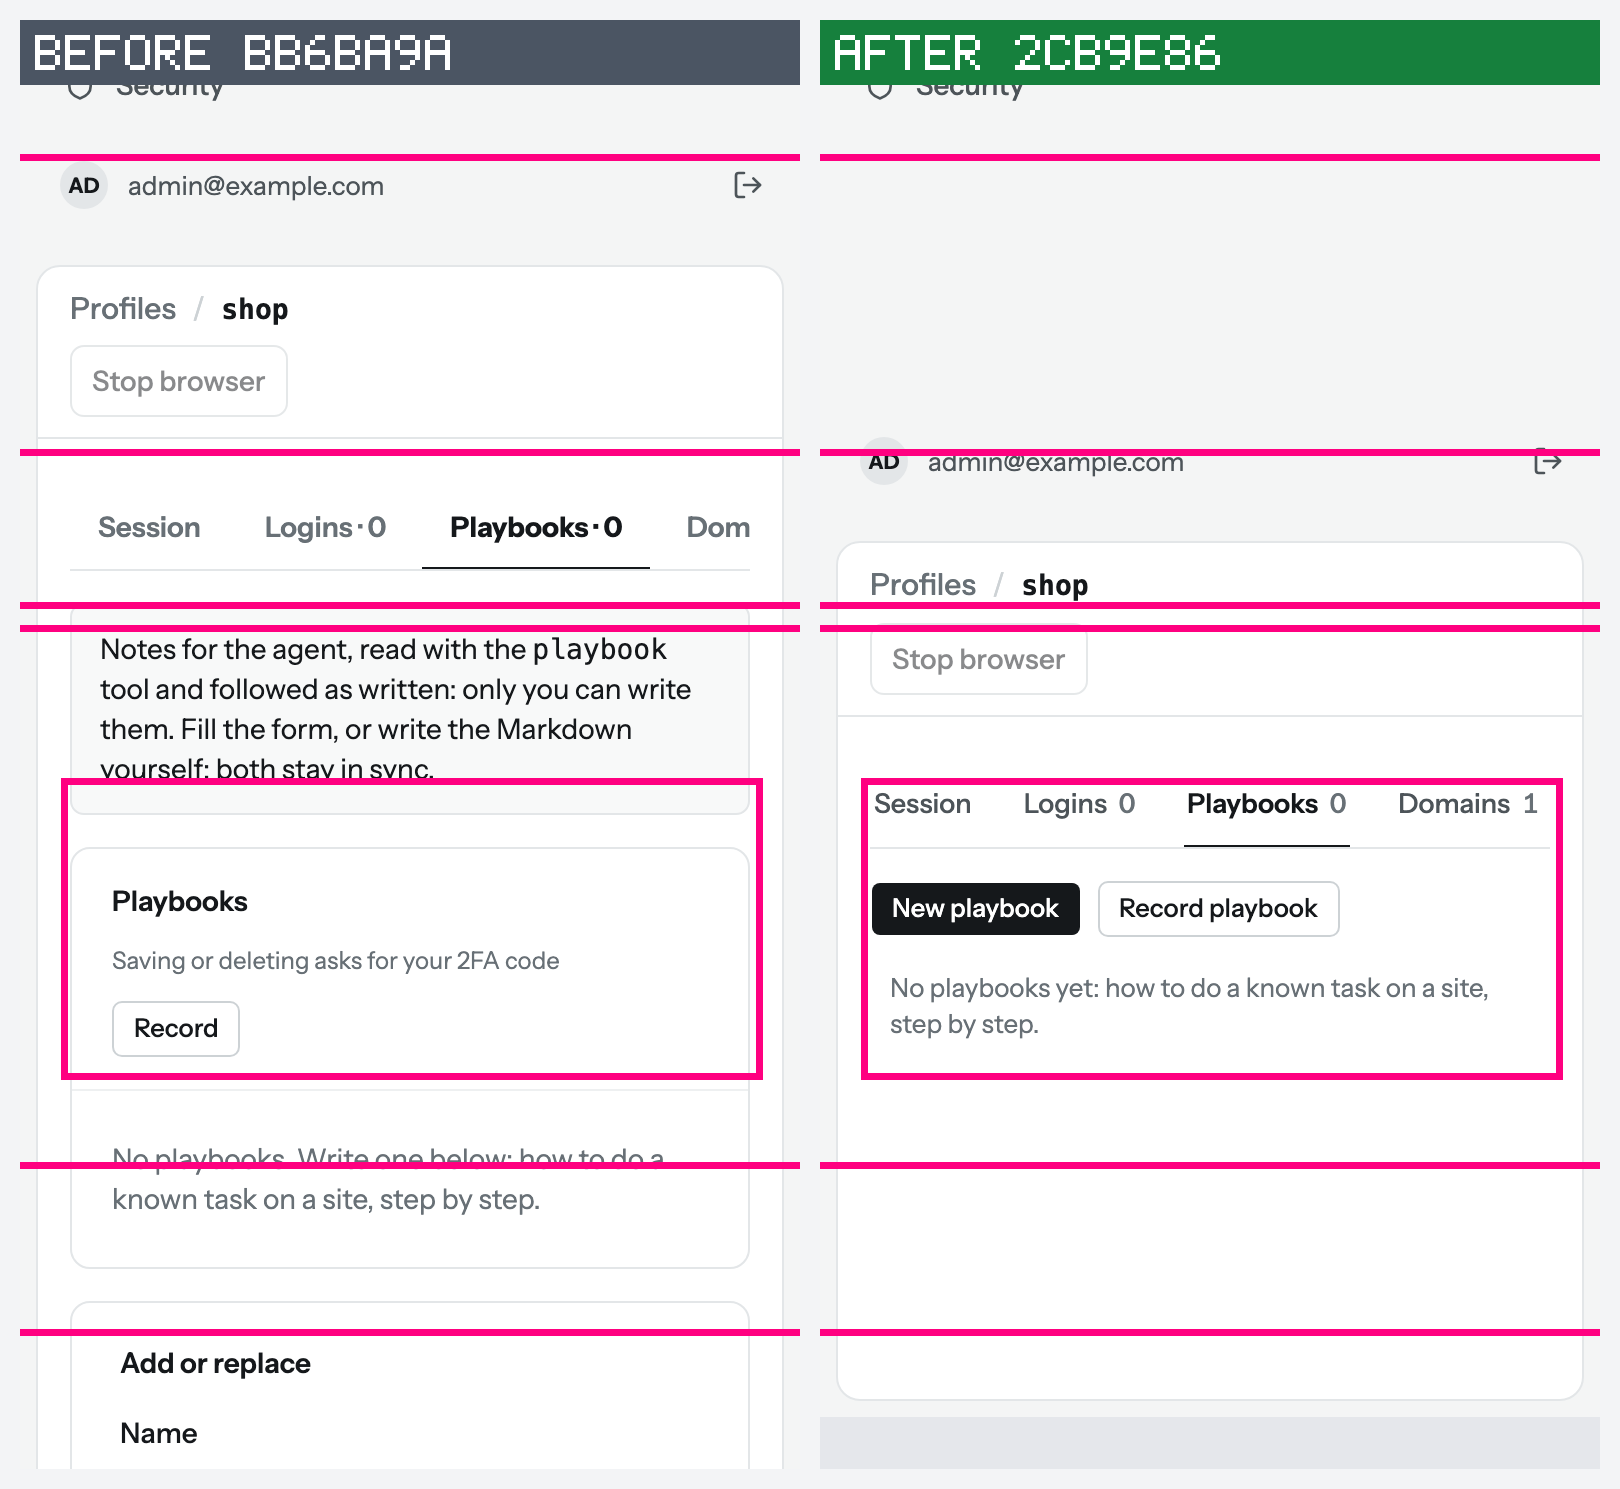 BEFORE BB6BA9A
Security
AD admin@example.com
Profiles / shop
Stop browser
Session Logins·0 Playbooks·0 Dom
Notes for the agent, read with the playbook
tool and followed as written: only you can write
them. Fill the form, or write the Markdown
yourself: both stay in sync.
Playbooks
Saving or deleting asks for your 2FA code
Record
No playbooks. Write one below: how to do a
known task on a site, step by step.
Add or replace
Name
AFTER 2CB9E86
Security
AD admin@example.com
Profiles / shop
Stop browser
Session Logins 0 Playbooks 0 Domains 1
New playbook Record playbook
No playbooks yet: how to do a known task on a site,
step by step.